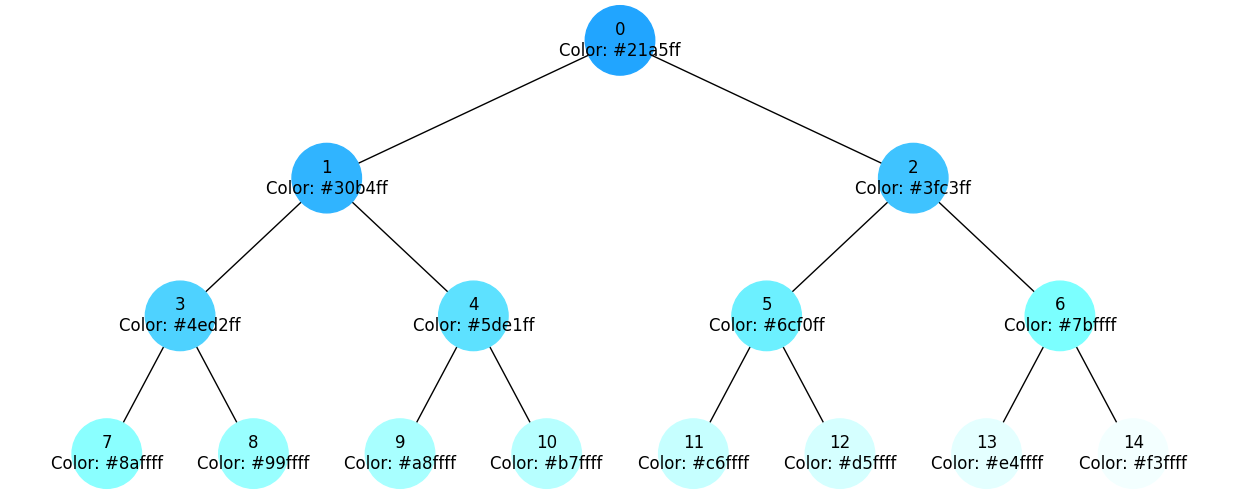 0
Color: #21a5ff
1
Color: #30b4ff
2
Color: #3fc3ff
3
Color: #4ed2ff
4
Color: #5de1ff
5
Color: #6cf0ff
6
Color: #7bffff
7
Color: #8affff
8
Color: #99ffff
9
Color: #a8ffff
10
Color: #b7ffff
11
Color: #c6ffff
12
Color: #d5ffff
13
Color: #e4ffff
14
Color: #f3ffff